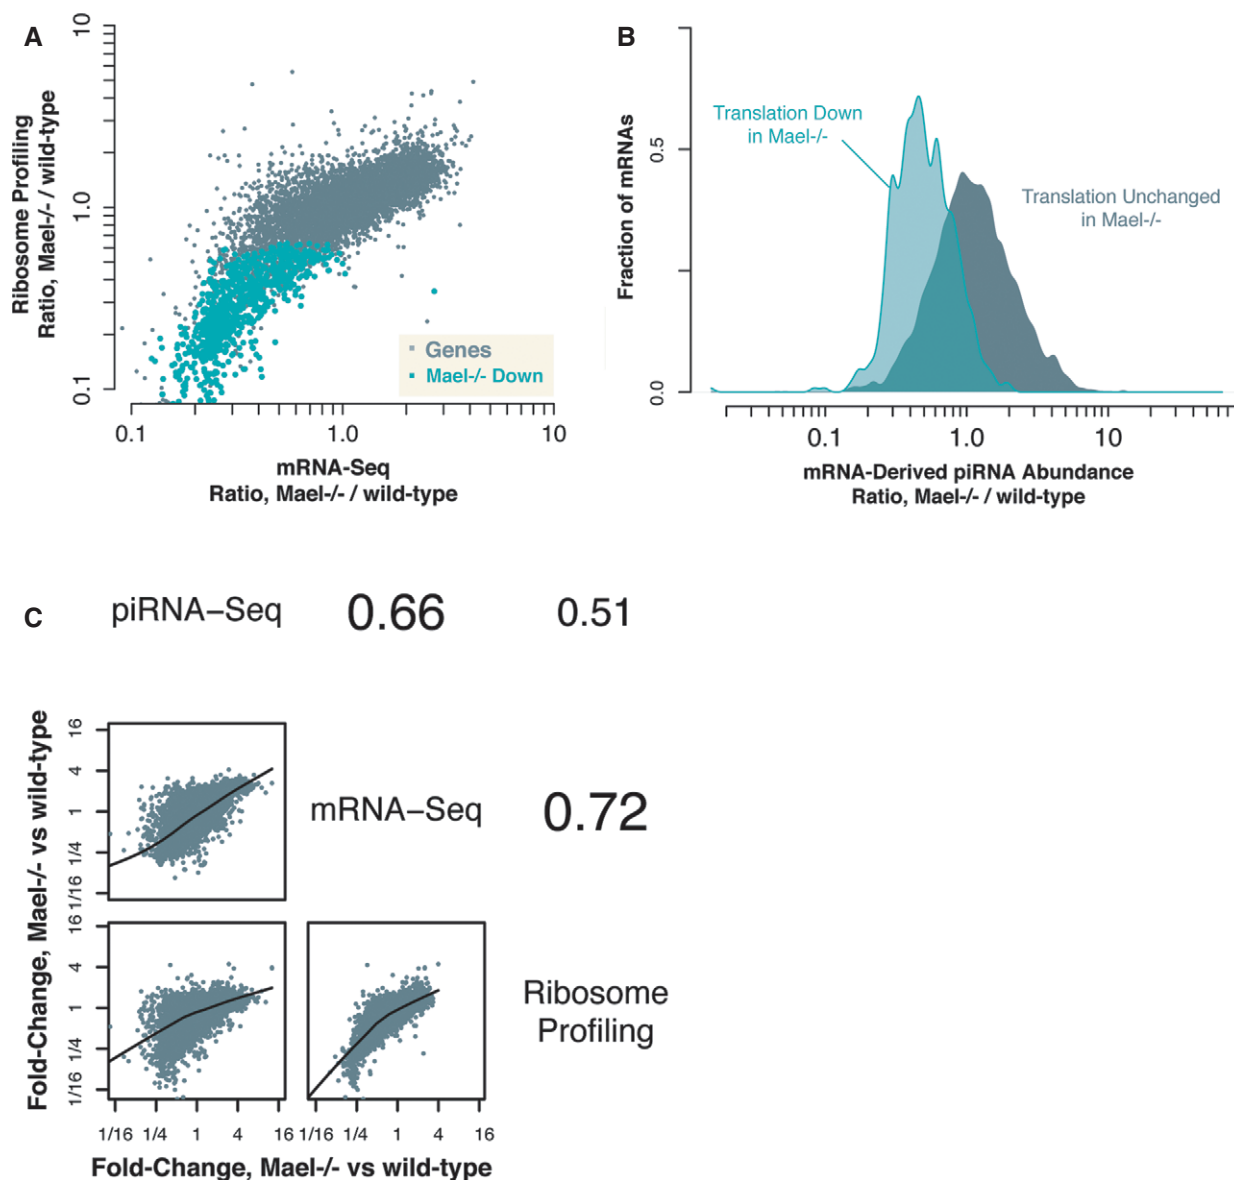 A
Ribosome Profiling
Ratio, Mael-/- / wild-type
10
1.0
0.1
Genes
Mael-/- Down
0.1
1.0
10
mRNA-Seq
Ratio, Mael-/- / wild-type
B
Fraction of mRNAs
0.5
0.0
Translation Down
in Mael-/-
Translation Unchanged
in Mael-/-
0.1
1.0
10
mRNA-Derived piRNA Abundance
Ratio, Mael-/- / wild-type
C
piRNA–Seq
0.66
0.51
Fold-Change, Mael-/- vs wild-type
16
4
1
1/4
1/16
mRNA–Seq
0.72
16
4
1
1/4
1/16
Ribosome
Profiling
1/16
1/4
1
4
16
1/16
1/4
1
4
16
Fold-Change, Mael-/- vs wild-type